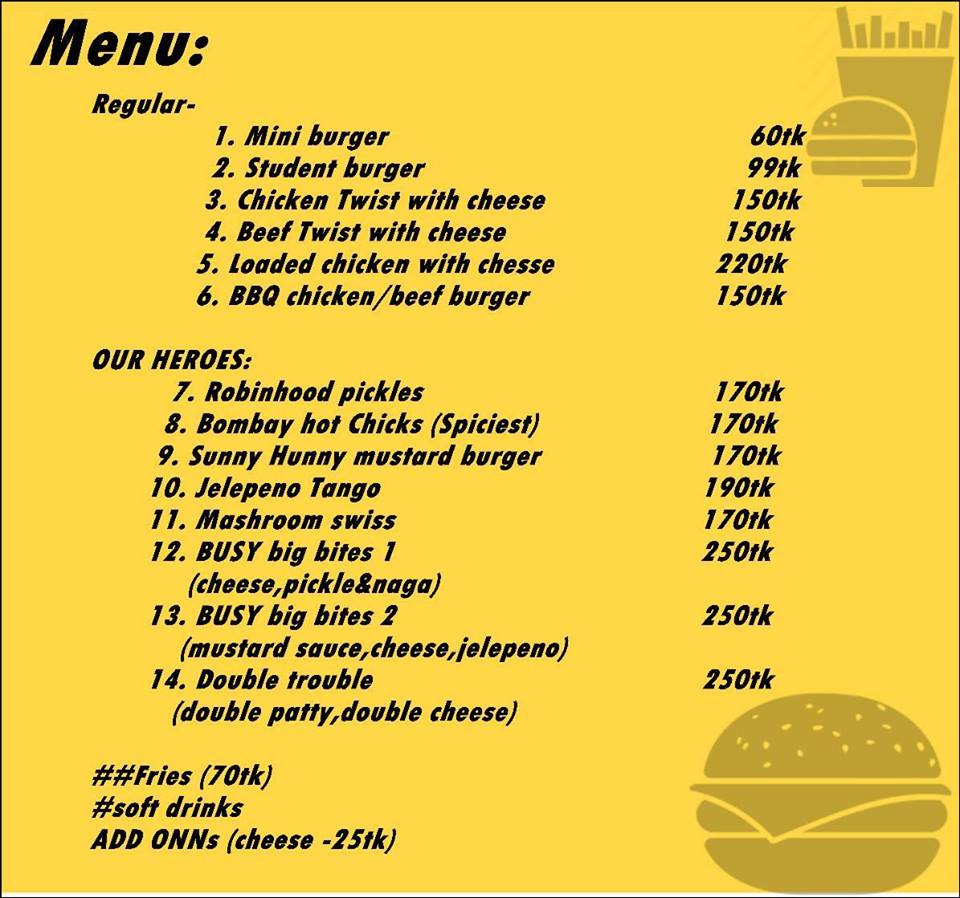 Menu:
Regular-
1. Mini burger 60tk
2. Student burger 99tk
3. Chicken Twist with cheese 150tk
4. Beef Twist with cheese 150tk
5. Loaded chicken with chesse 220tk
6. BBQ chicken/beef burger 150tk
OUR HEROES:
7. Robinhood pickles 170tk
8. Bombay hot Chicks (Spiciest) 170tk
9. Sunny Hunny mustard burger 170tk
10. Jelepeno Tango 190tk
11. Mashroom swiss 170tk
12. BUSY big bites 1 250tk
(cheese,pickle&naga)
13. BUSY big bites 2 250tk
(mustard sauce,cheese,jelepeno)
14. Double trouble 250tk
(double patty,double cheese)
##Fries (70tk)
#soft drinks
ADD ONNs (cheese -25tk)